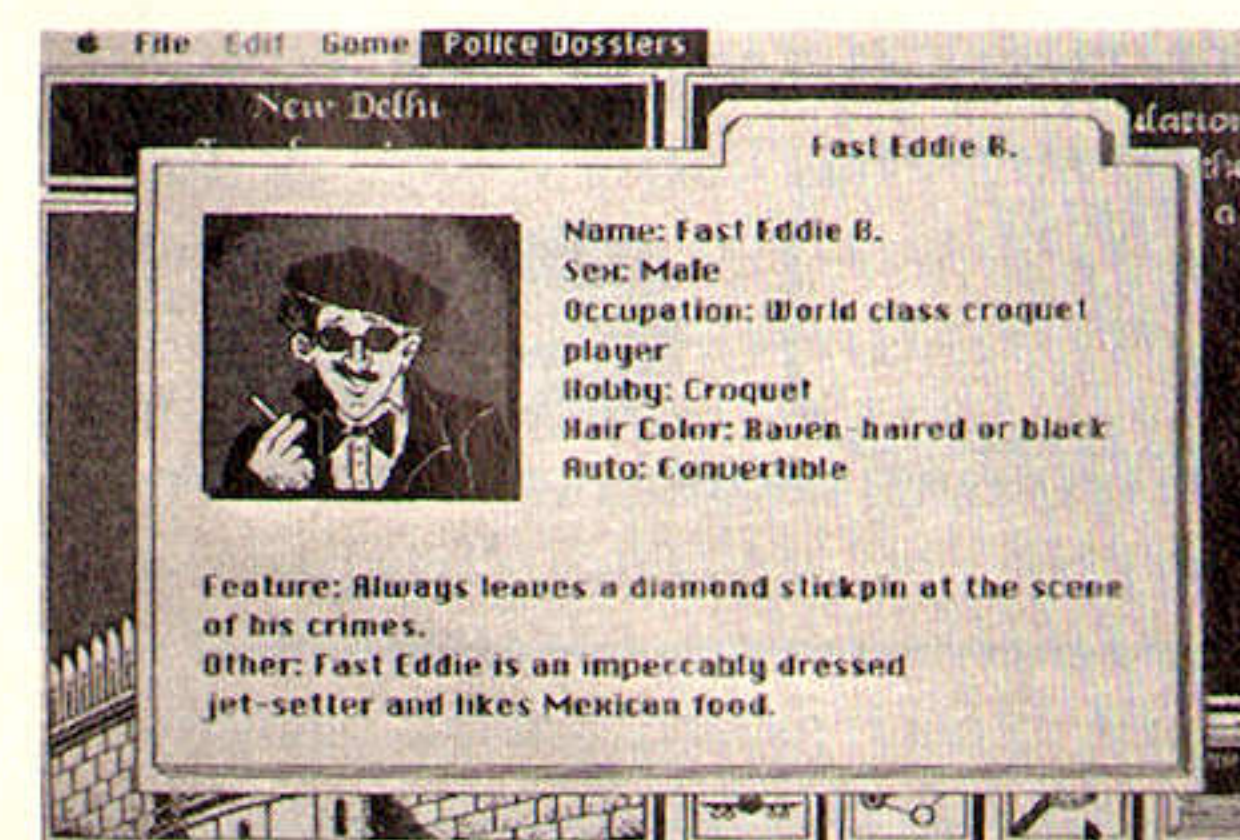 File Edit Game Police Dossiers
New Delhi
Fast Eddie B.
Name: Fast Eddie B.
Sex: Male
Occupation: World class croquet
player
Hobby: Croquet
Hair Color: Raven-haired or black
Auto: Convertible
Feature: Always leaves a diamond stickpin at the scene
of his crimes.
Other: Fast Eddie is an impeccably dressed
jet-setter and likes Mexican food.